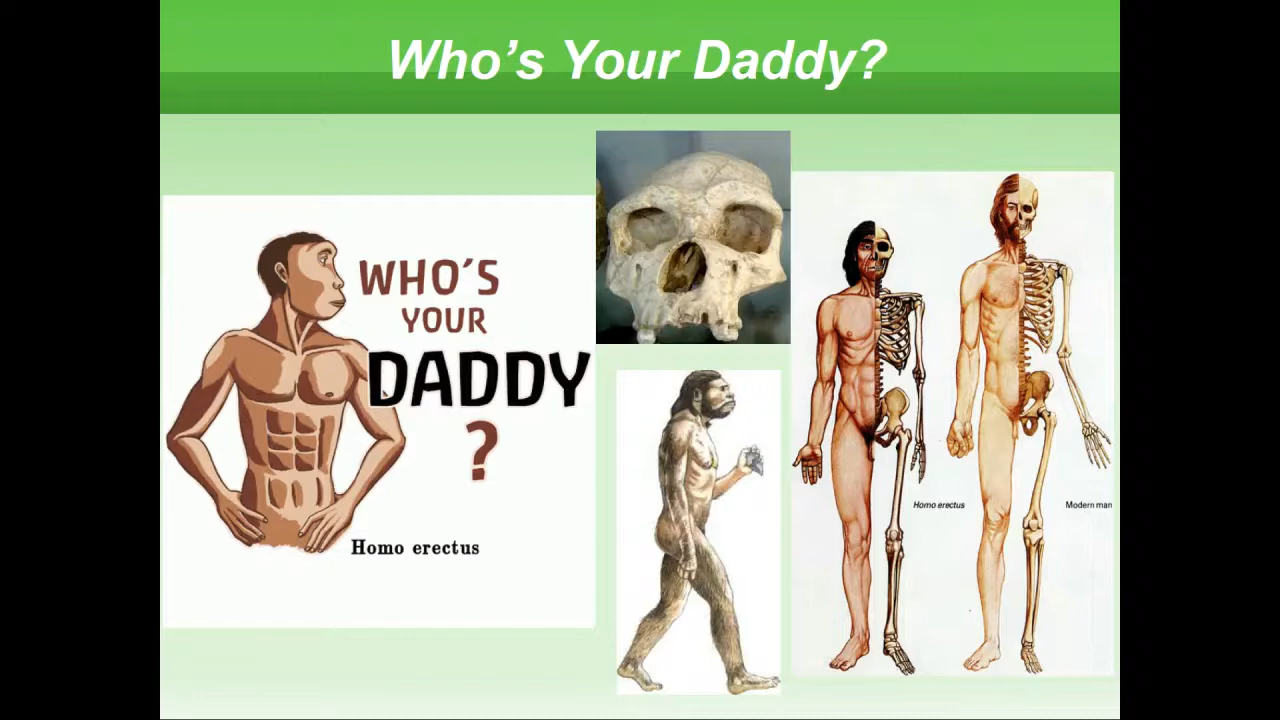 Who's Your Daddy?
WHO´S
YOUR
DADDY
?
Homo erectus
Homo erectus
Modern man